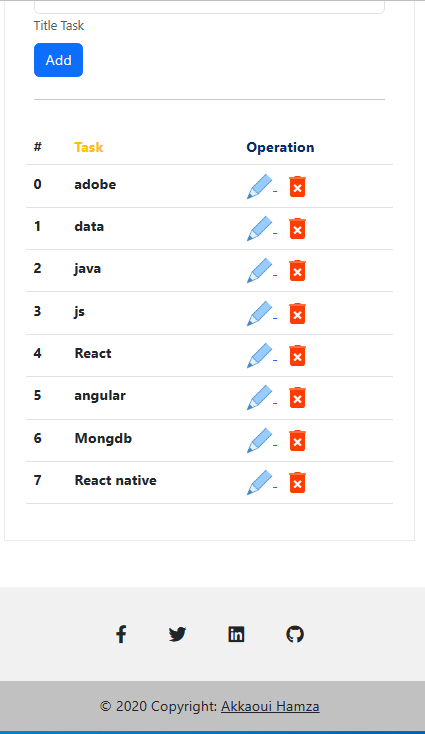 Title Task
Add
# Task Operation
0 adobe
1 data
2 java
3 js
4 React
5 angular
6 Mongdb
7 React native
© 2020 Copyright: Akkaoui Hamza